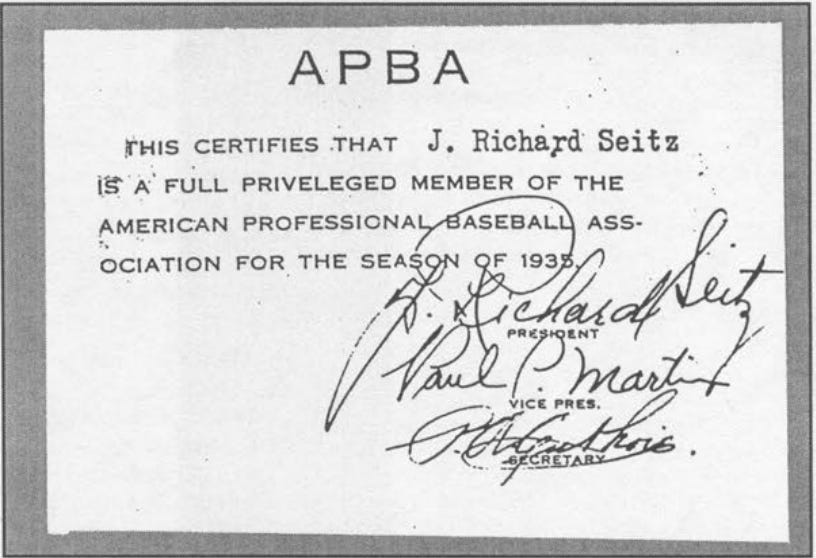 APBA
THIS CERTIFIES THAT J. Richard Seitz
IS A FULL PRIVELEGED MEMBER OF THE
AMERICAN PROFESSIONAL BASEBALL ASS-
OCIATION FOR THE SEASON OF 1935.
J. Richard Seitz
PRESIDENT
Paul P. Martin
VICE PRES.
SECRETARY